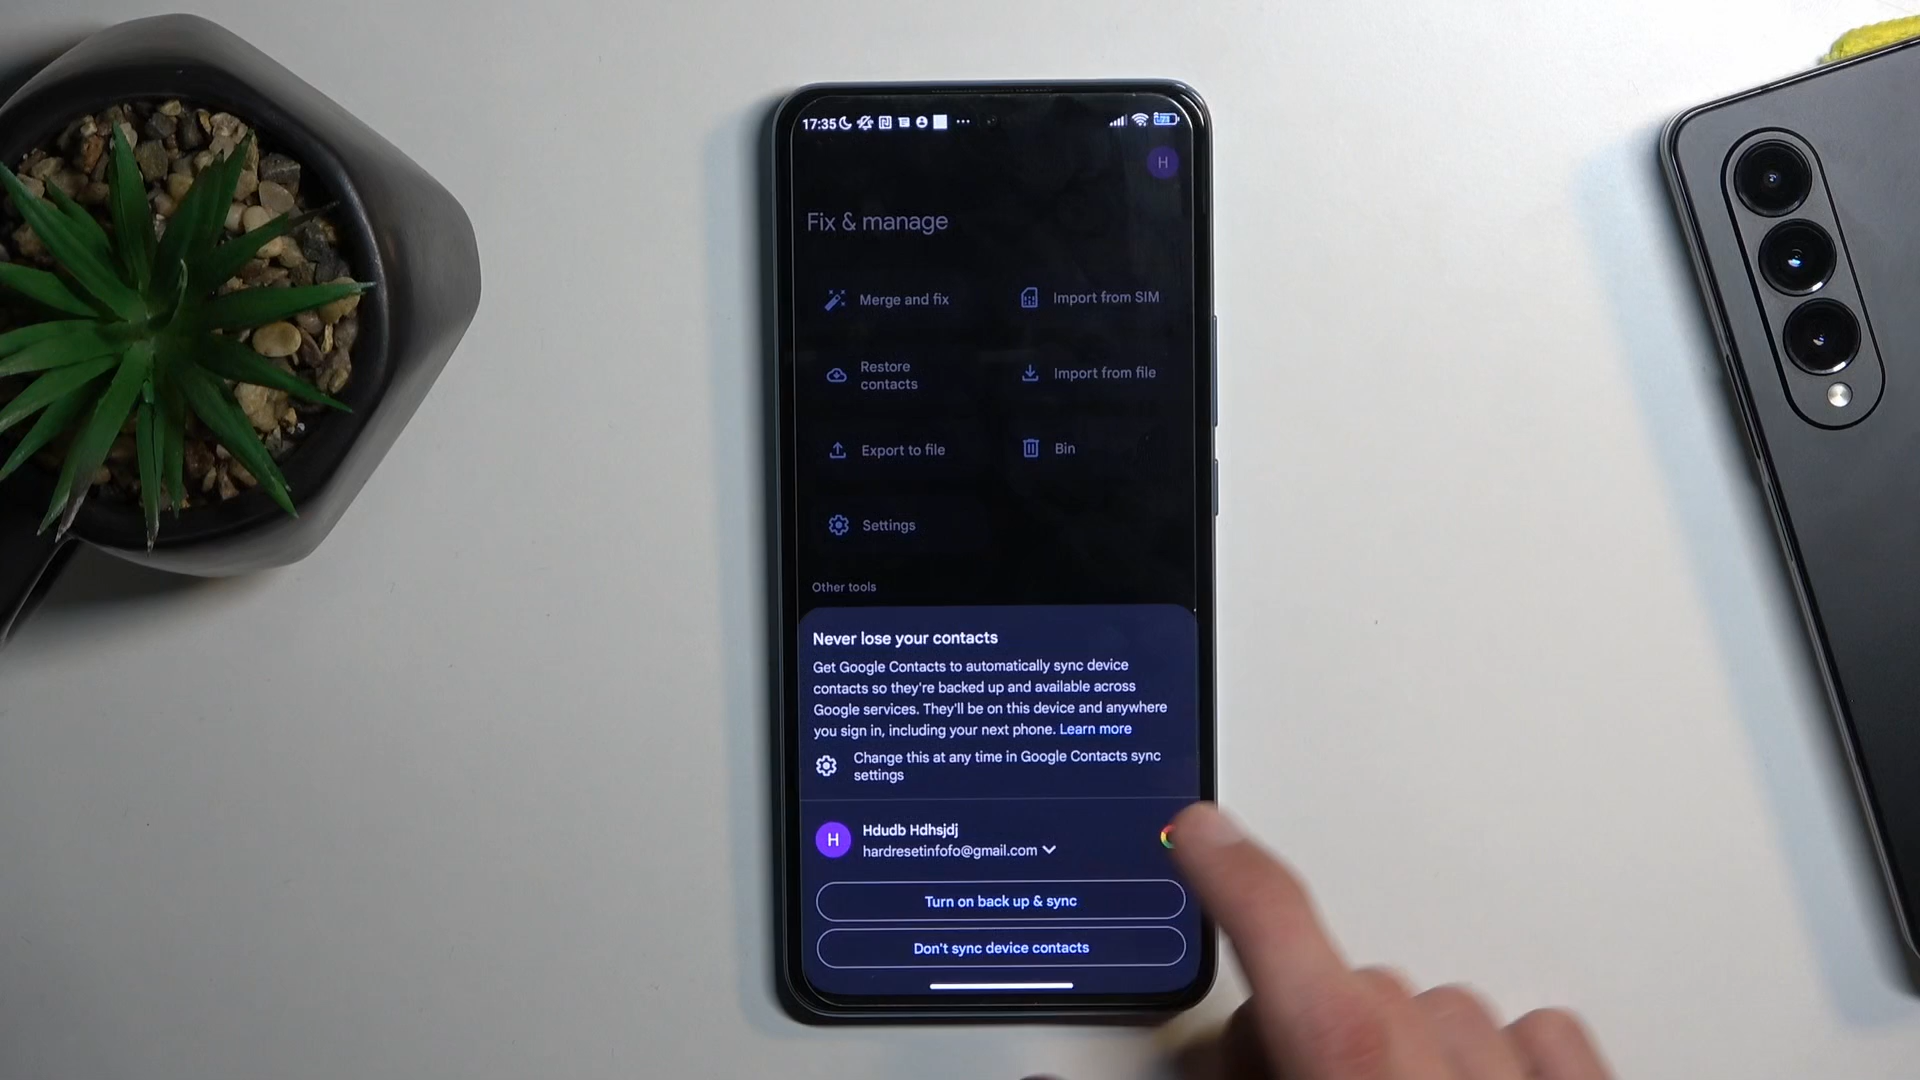 17:35
H
Fix & manage
Merge and fix
Import from SIM
Restore
contacts
Import from file
Export to file
Bin
Settings
Other tools
Never lose your contacts
Get Google Contacts to automatically sync device
contacts so they're backed up and available across
Google services. They'll be on this device and anywhere
you sign in, including your next phone. Learn more
Change this at any time in Google Contacts sync
settings
H
Hdudb Hdhsjdj
hardresetinfofo@gmail.com
Turn on back up & sync
Don't sync device contacts